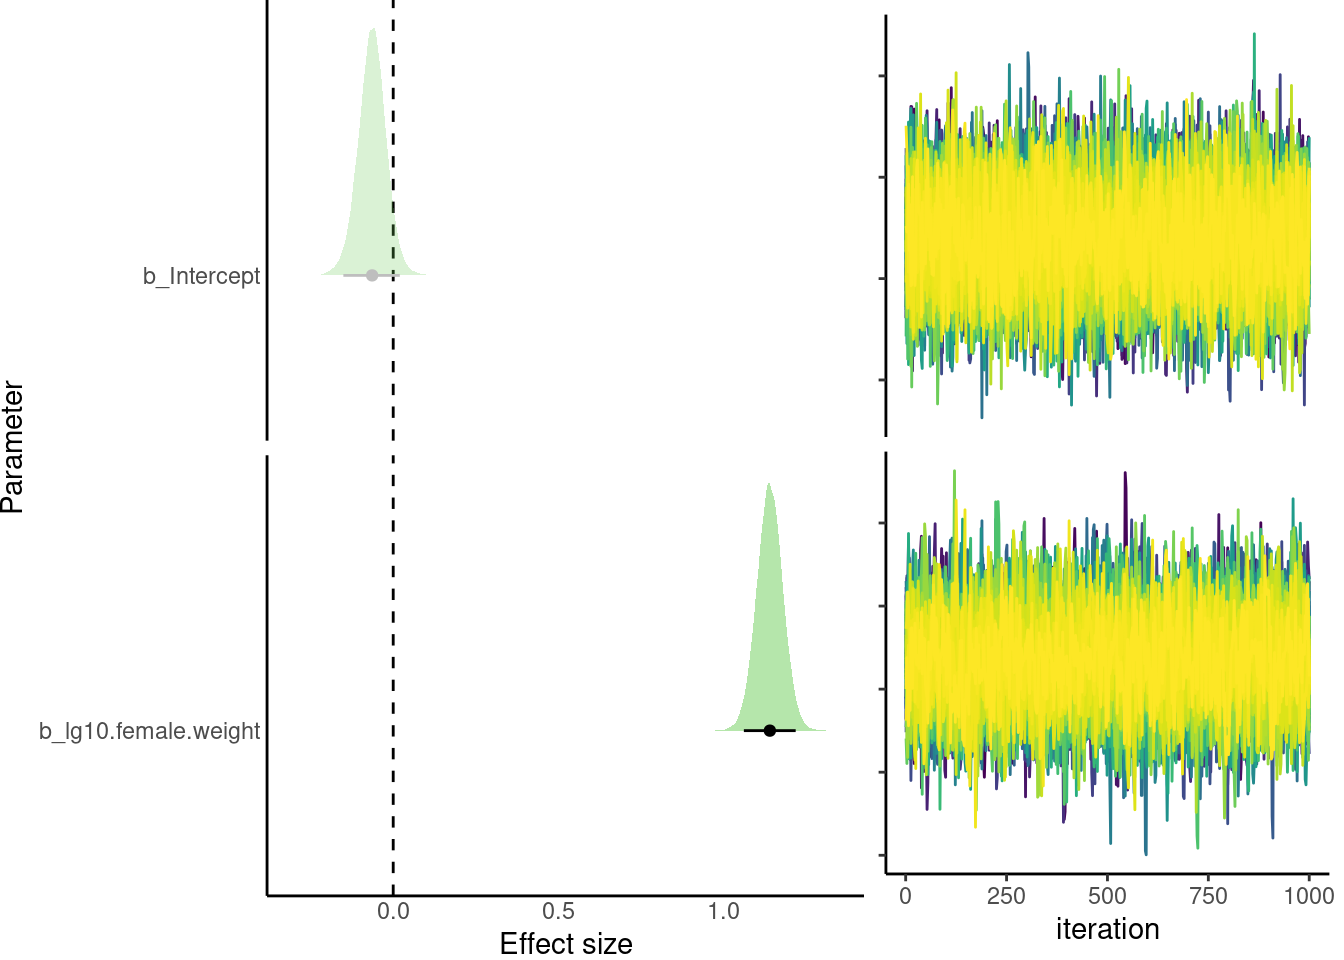 Parameter
b_Intercept
b_lg10.female.weight
0.0 0.5 1.0
Effect size
0 250 500 750 1000
iteration